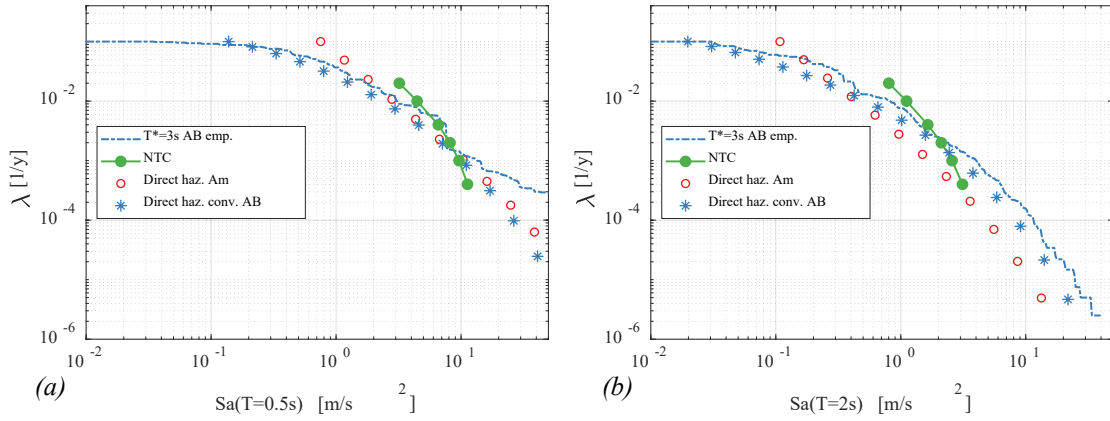 10^-2
10^-4
10^-6
λ [1/y]
T*=3s AB emp.
NTC
Direct haz. Am
Direct haz. conv. AB
10^-2 10^-1 10^0 10^1
Sa(T=0.5s) [m/s^2]
(a)
10^-2
10^-4
10^-6
λ [1/y]
T*=3s AB emp.
NTC
Direct haz. Am
Direct haz. conv. AB
10^-2 10^-1 10^0 10^1
Sa(T=2s) [m/s^2]
(b)